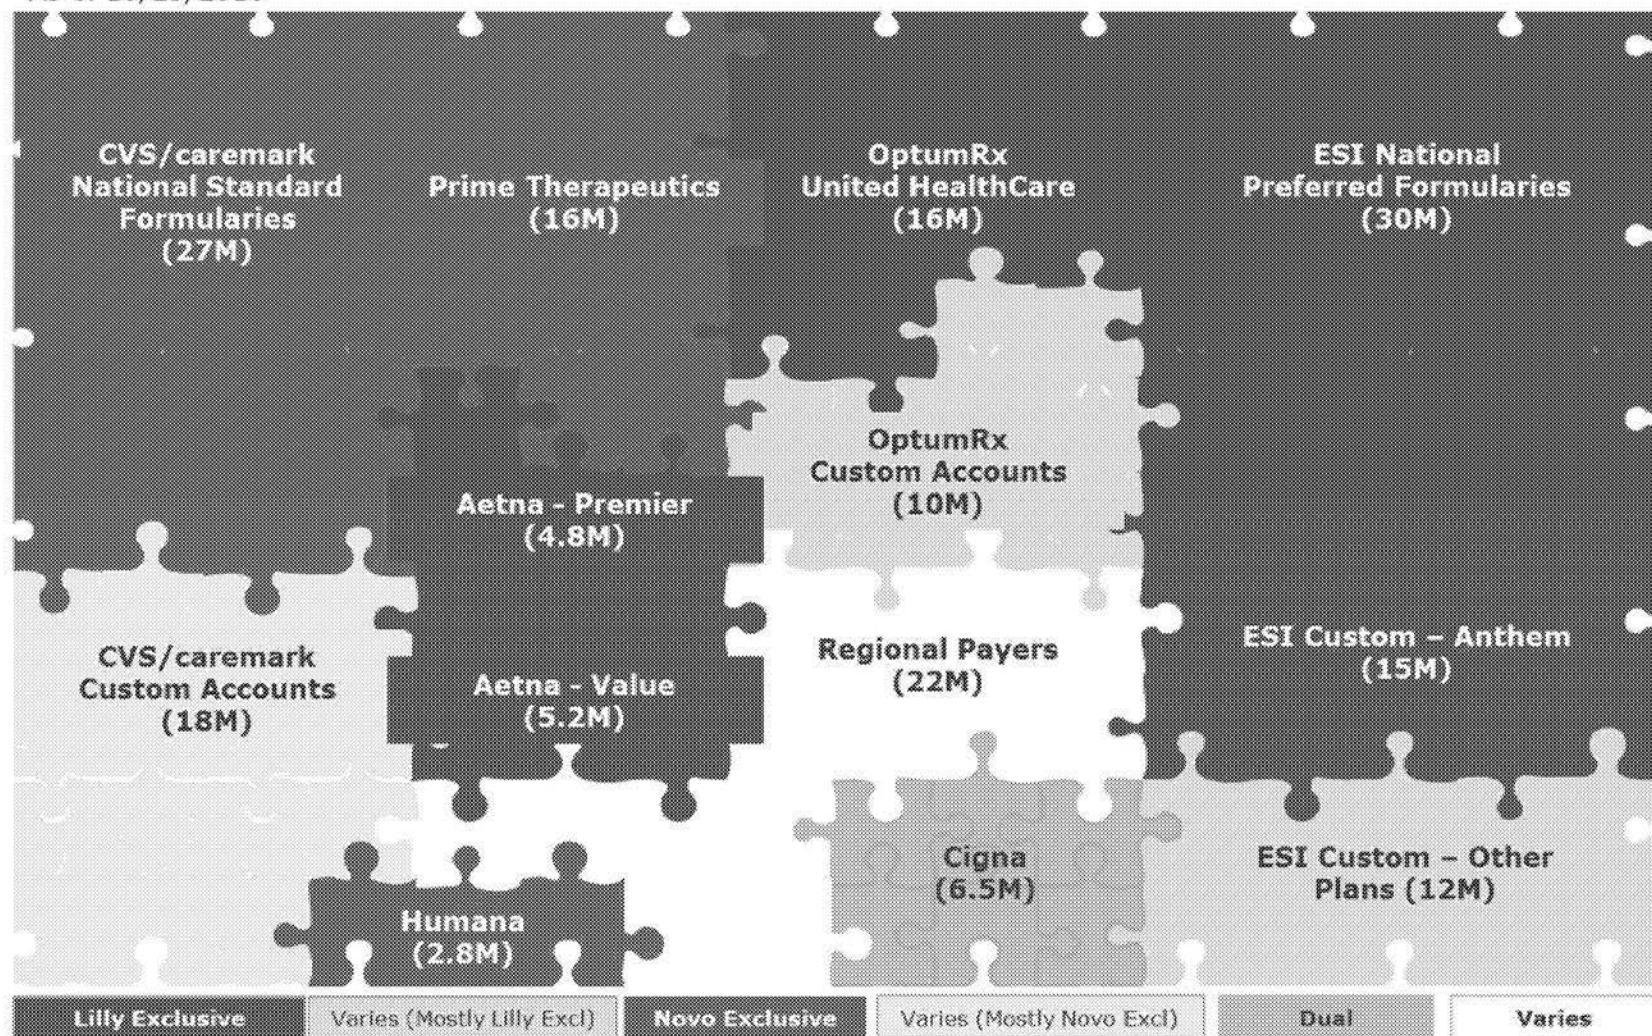 CVS/caremark
National Standard
Formularies
(27M)
Prime Therapeutics
(16M)
OptumRx
United HealthCare
(16M)
ESI National
Preferred Formularies
(30M)
OptumRx
Custom Accounts
(10M)
Aetna - Premier
(4.8M)
CVS/caremark
Custom Accounts
(18M)
Aetna - Value
(5.2M)
Regional Payers
(22M)
ESI Custom – Anthem
(15M)
Humana
(2.8M)
Cigna
(6.5M)
ESI Custom – Other
Plans (12M)
Lilly Exclusive
Varies (Mostly Lilly Excl)
Novo Exclusive
Varies (Mostly Novo Excl)
Dual
Varies